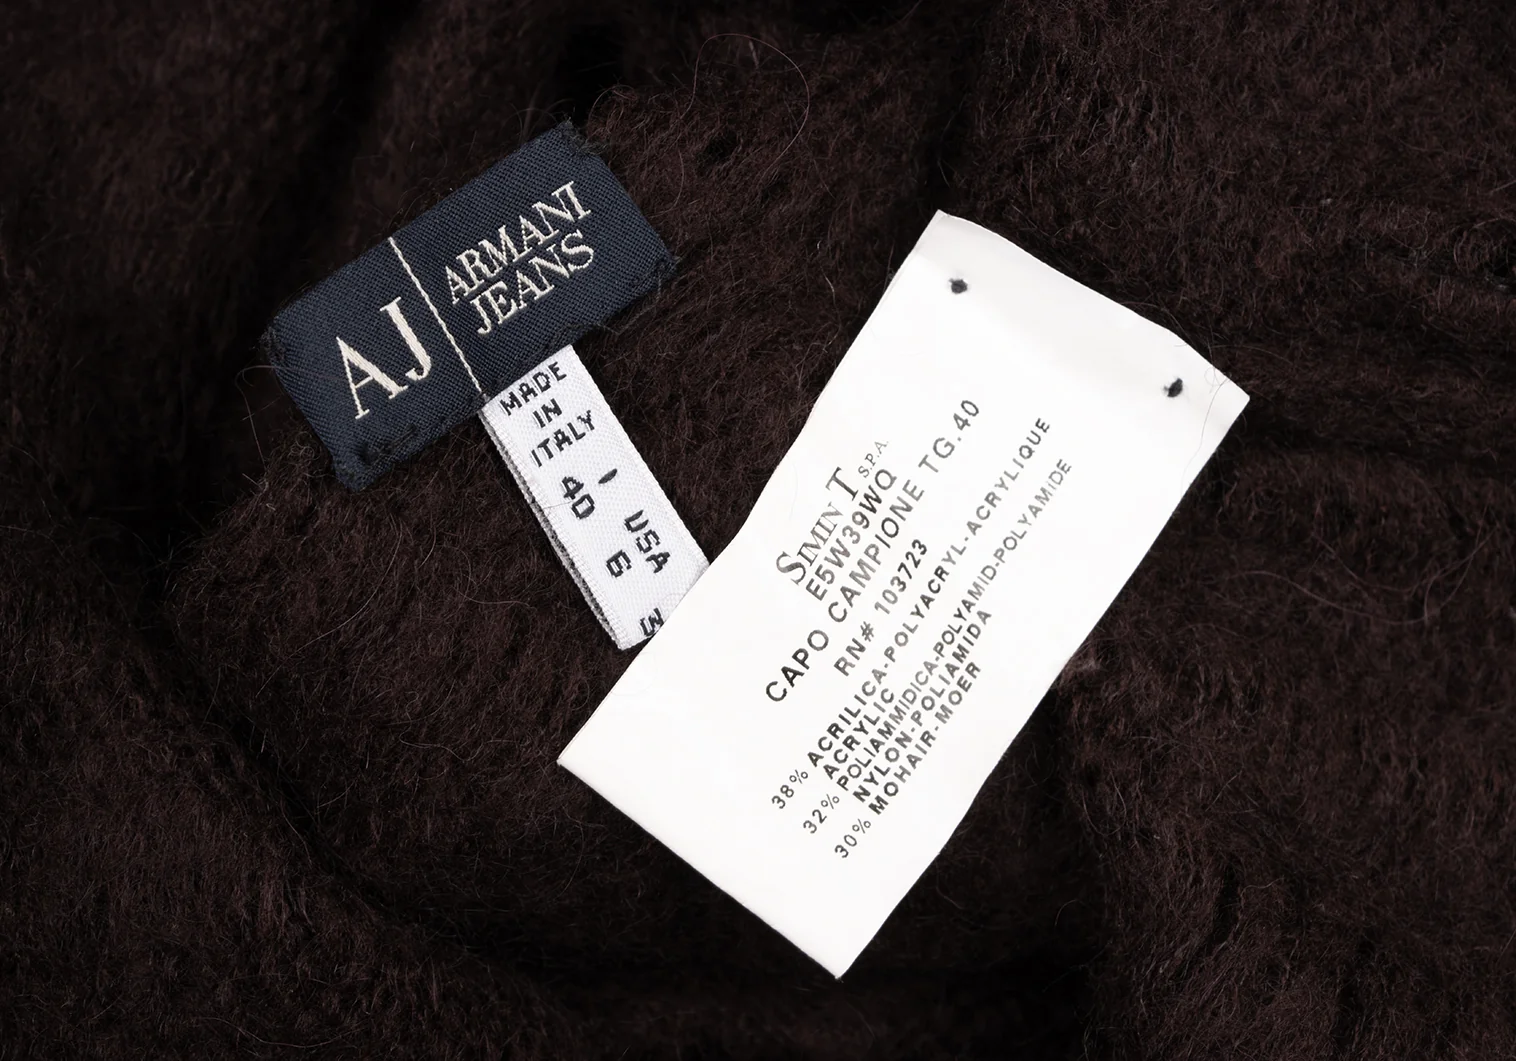 AJ
ARMANI
JEANS
MADE
IN
ITALY
40 - USA 6
SIMIN T S.P.A.
E5W39WQ
CAPO CAMPIONE TG.40
RN# 103723
38% ACRILICA-POLYACRYL-ACRYLIQUE
ACRYLIC
32% POLIAMMIDICA-POLYAMID-POLYAMIDE
NYLON-POLIAMIDA
30% MOHAIR-MOER